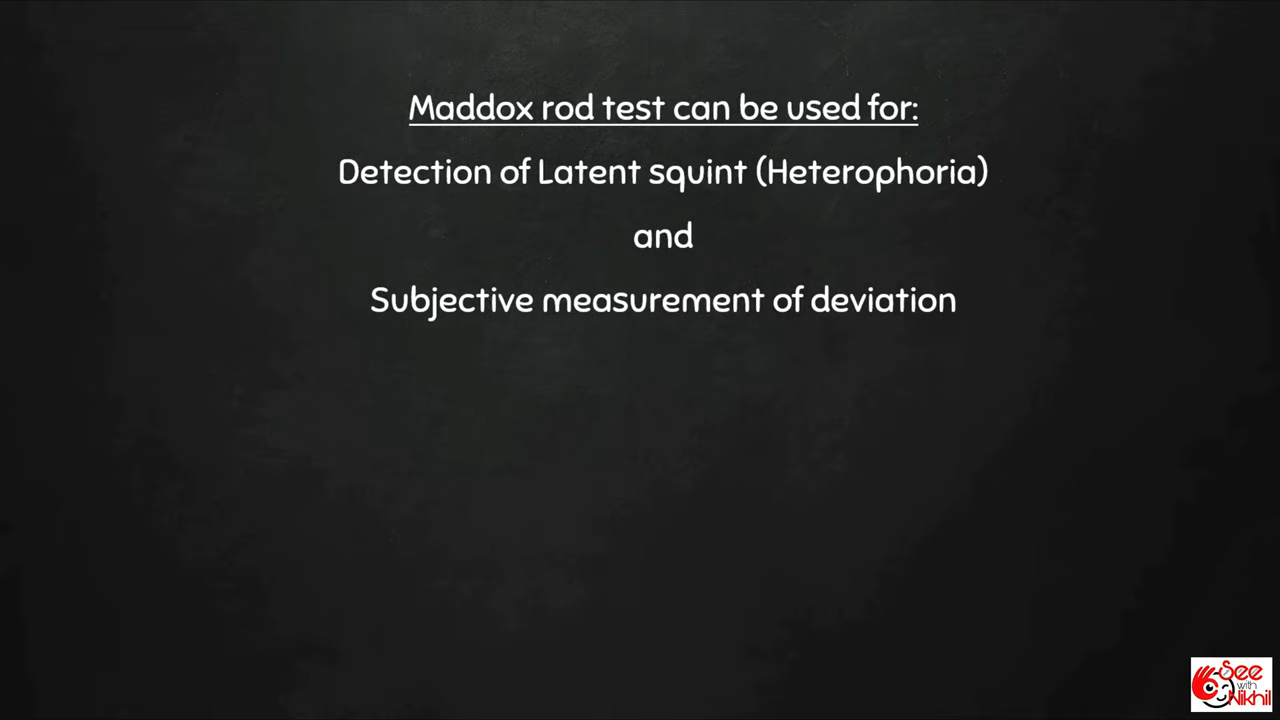 Maddox rod test can be used for:
Detection of Latent squint (Heterophoria)
and
Subjective measurement of deviation
See
with
Nikhil